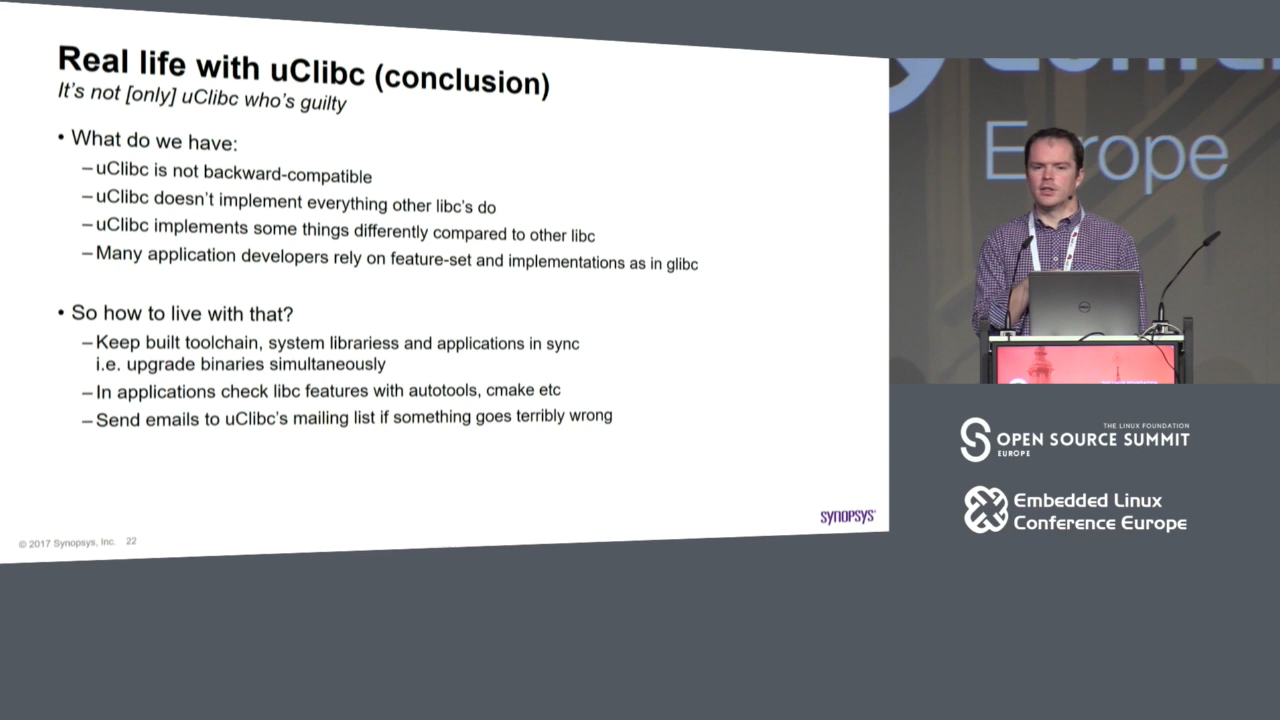 Real life with uClibc (conclusion)
It's not [only] uClibc who's guilty
• What do we have:
– uClibc is not backward-compatible
– uClibc doesn't implement everything other libc's do
– uClibc implements some things differently compared to other libc
– Many application developers rely on feature-set and implementations as in glibc
• So how to live with that?
– Keep built toolchain, system librariess and applications in sync
i.e. upgrade binaries simultaneously
– In applications check libc features with autotools, cmake etc
– Send emails to uClibc's mailing list if something goes terribly wrong
SYNOPSYS
© 2017 Synopsys, Inc. 22
Europe
DELL
THE LINUX FOUNDATION
OPEN SOURCE SUMMIT
EUROPE
Embedded Linux
Conference Europe